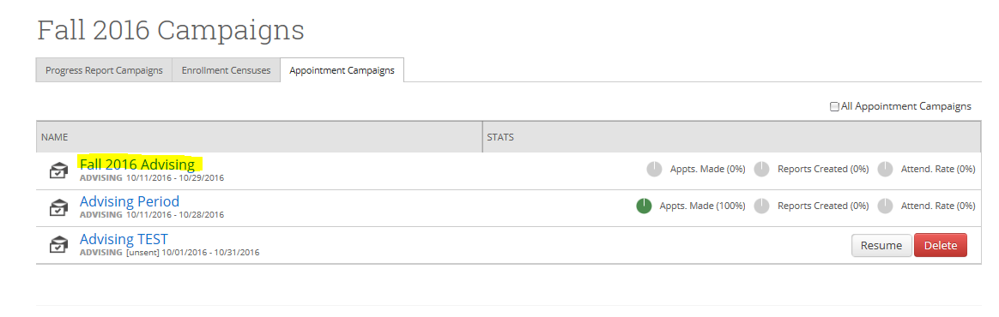 Fall 2016 Campaigns
Progress Report Campaigns Enrollment Censuses Appointment Campaigns
All Appointment Campaigns
NAME STATS
Fall 2016 Advising
ADVISING 10/11/2016 - 10/29/2016
Appts. Made (0%) Reports Created (0%) Attend. Rate (0%)
Advising Period
ADVISING 10/11/2016 - 10/28/2016
Appts. Made (100%) Reports Created (0%) Attend. Rate (0%)
Advising TEST
ADVISING [unsent] 10/01/2016 - 10/31/2016
Resume Delete